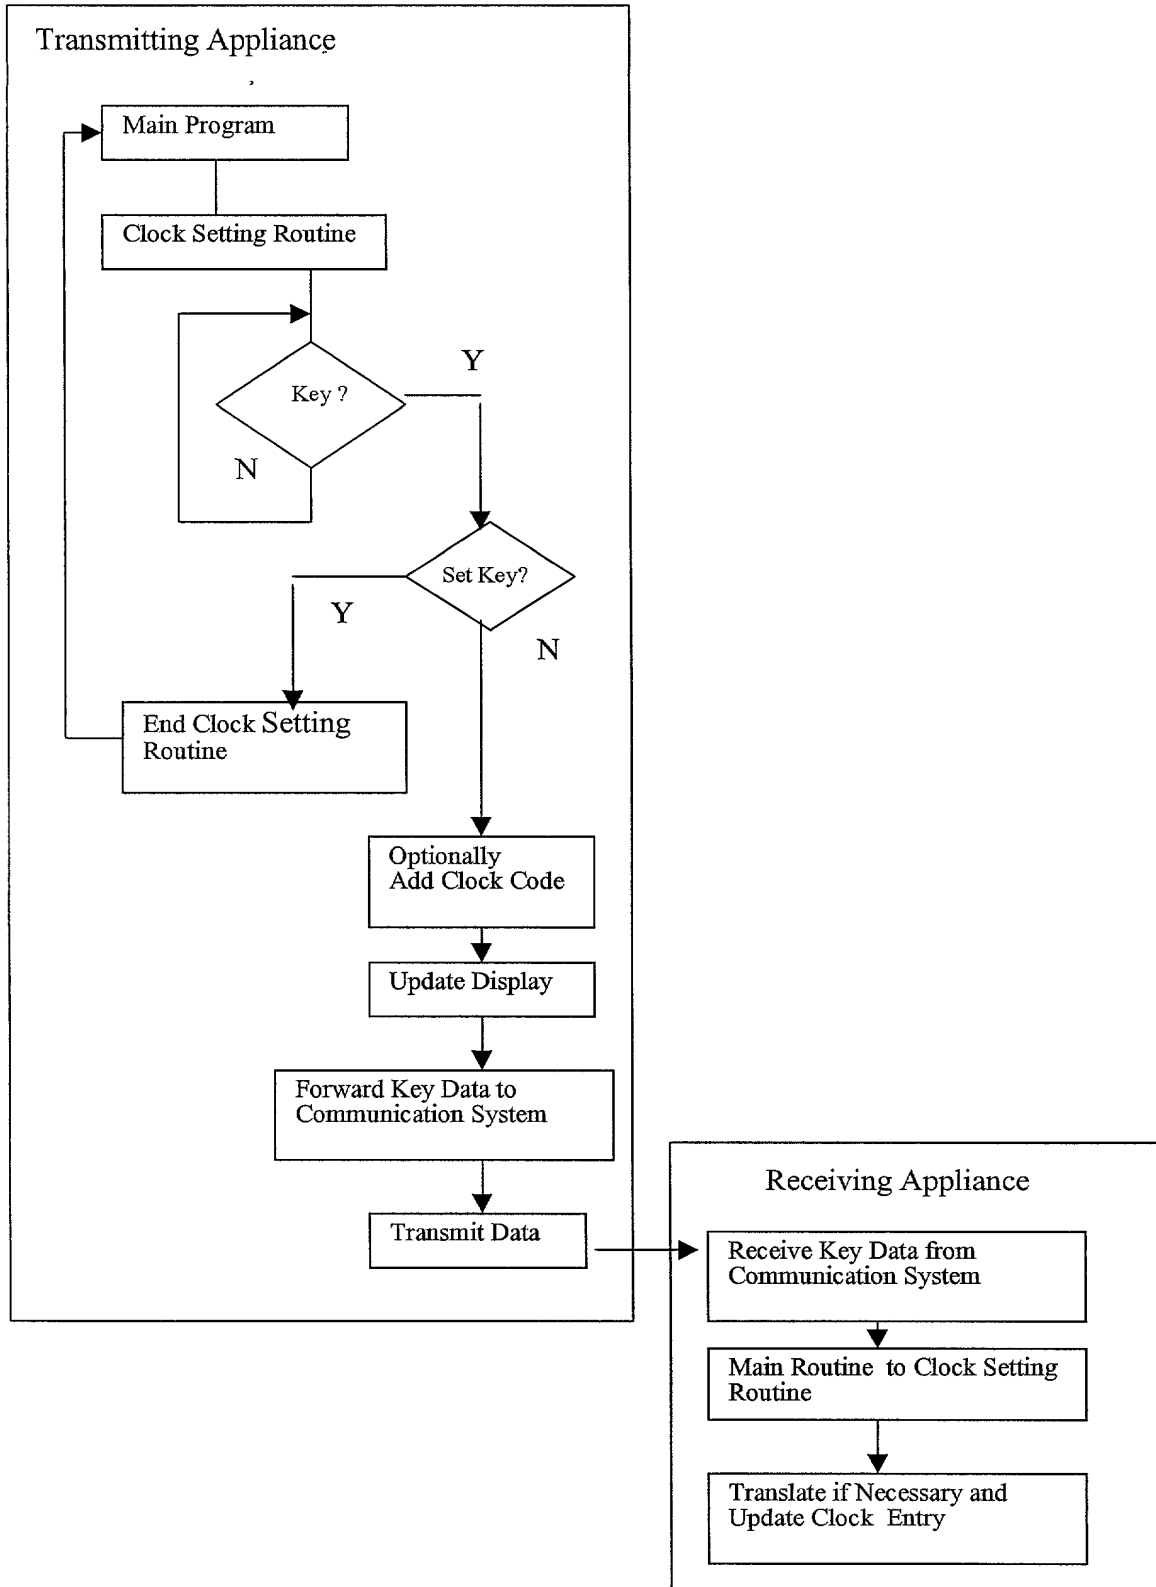 Transmitting Appliance
Main Program
Clock Setting Routine
Key ?
Y
N
Set Key?
Y
N
End Clock Setting
Routine
Optionally
Add Clock Code
Update Display
Forward Key Data to
Communication System
Transmit Data
Receiving Appliance
Receive Key Data from
Communication System
Main Routine to Clock Setting
Routine
Translate if Necessary and
Update Clock Entry